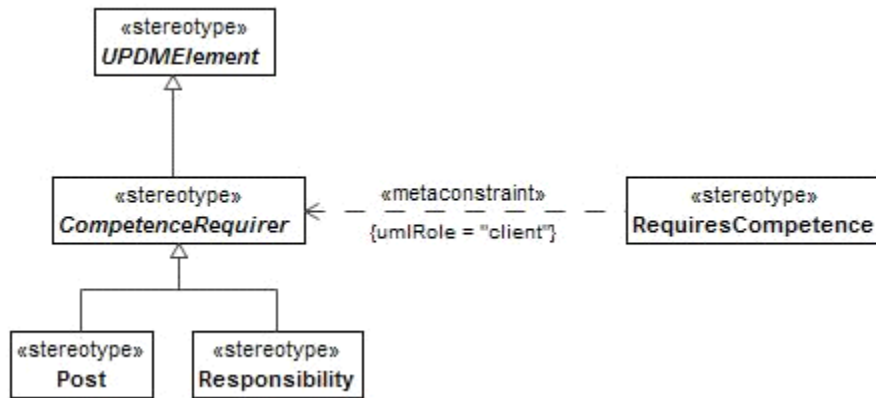 «stereotype»
UPDMElement
«stereotype»
CompetenceRequirer
«metaconstraint»
{umlRole = "client"}
«stereotype»
RequiresCompetence
«stereotype»
Post
«stereotype»
Responsibility